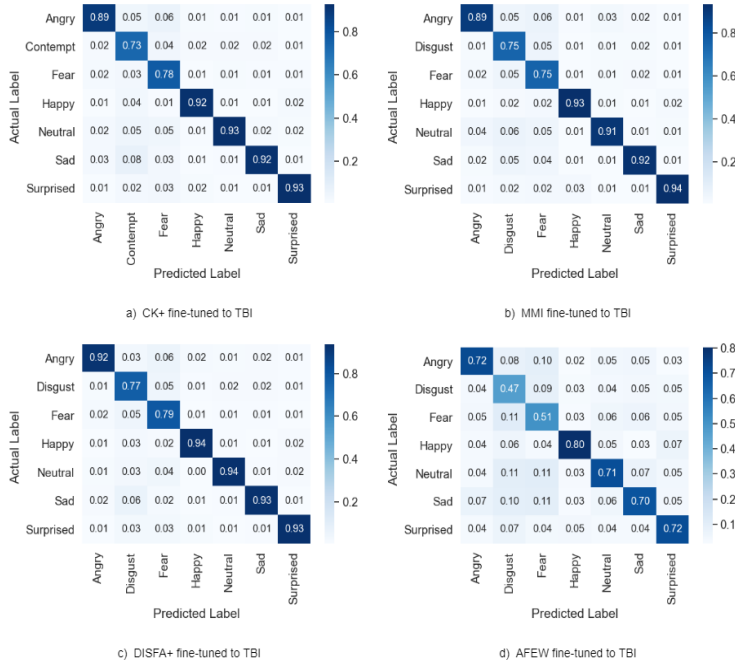 Angry 0.89 0.05 0.06 0.01 0.01 0.02 0.01
Contempt 0.02 0.73 0.04 0.02 0.02 0.01 0.02
Fear 0.02 0.03 0.78 0.01 0.01 0.01 0.01
Happy 0.01 0.04 0.01 0.92 0.01 0.01 0.02
Neutral 0.02 0.05 0.05 0.01 0.93 0.02 0.02
Sad 0.03 0.08 0.03 0.01 0.01 0.92 0.01
Surprised 0.01 0.02 0.03 0.02 0.01 0.02 0.93
Actual Label
Angry Contempt Fear Happy Neutral Sad Surprised
Predicted Label
0.8
0.6
0.4
0.2
a) CK+ fine-tuned to TBI
Angry 0.89 0.05 0.06 0.01 0.01 0.03 0.01
Disgust 0.01 0.75 0.05 0.01 0.01 0.01 0.01
Fear 0.02 0.05 0.75 0.01 0.01 0.01 0.01
Happy 0.01 0.02 0.02 0.93 0.01 0.01 0.02
Neutral 0.04 0.06 0.05 0.01 0.91 0.01 0.01
Sad 0.02 0.05 0.04 0.01 0.01 0.92 0.01
Surprised 0.01 0.02 0.02 0.03 0.01 0.01 0.94
Actual Label
Angry Disgust Fear Happy Neutral Sad Surprised
Predicted Label
0.8
0.6
0.4
0.2
b) MMI fine-tuned to TBI
Angry 0.92 0.03 0.06 0.02 0.01 0.02 0.01
Disgust 0.01 0.77 0.05 0.01 0.02 0.01 0.01
Fear 0.02 0.05 0.79 0.01 0.01 0.01 0.01
Happy 0.01 0.03 0.02 0.94 0.01 0.01 0.02
Neutral 0.01 0.03 0.04 0.00 0.94 0.01 0.02
Sad 0.02 0.06 0.02 0.01 0.01 0.93 0.01
Surprised 0.01 0.03 0.03 0.01 0.01 0.01 0.93
Actual Label
Angry Disgust Fear Happy Neutral Sad Surprised
Predicted Label
0.8
0.6
0.4
0.2
c) DISFA+ fine-tuned to TBI
Angry 0.72 0.08 0.10 0.02 0.05 0.05 0.03
Disgust 0.04 0.47 0.09 0.03 0.04 0.04 0.05
Fear 0.05 0.11 0.51 0.03 0.06 0.06 0.05
Happy 0.04 0.06 0.04 0.80 0.05 0.03 0.07
Neutral 0.04 0.11 0.11 0.03 0.71 0.07 0.05
Sad 0.07 0.10 0.11 0.03 0.06 0.70 0.05
Surprised 0.04 0.07 0.04 0.05 0.04 0.04 0.72
Actual Label
Angry Disgust Fear Happy Neutral Sad Surprised
Predicted Label
0.8
0.7
0.6
0.5
0.4
0.3
0.2
0.1
d) AFEW fine-tuned to TBI